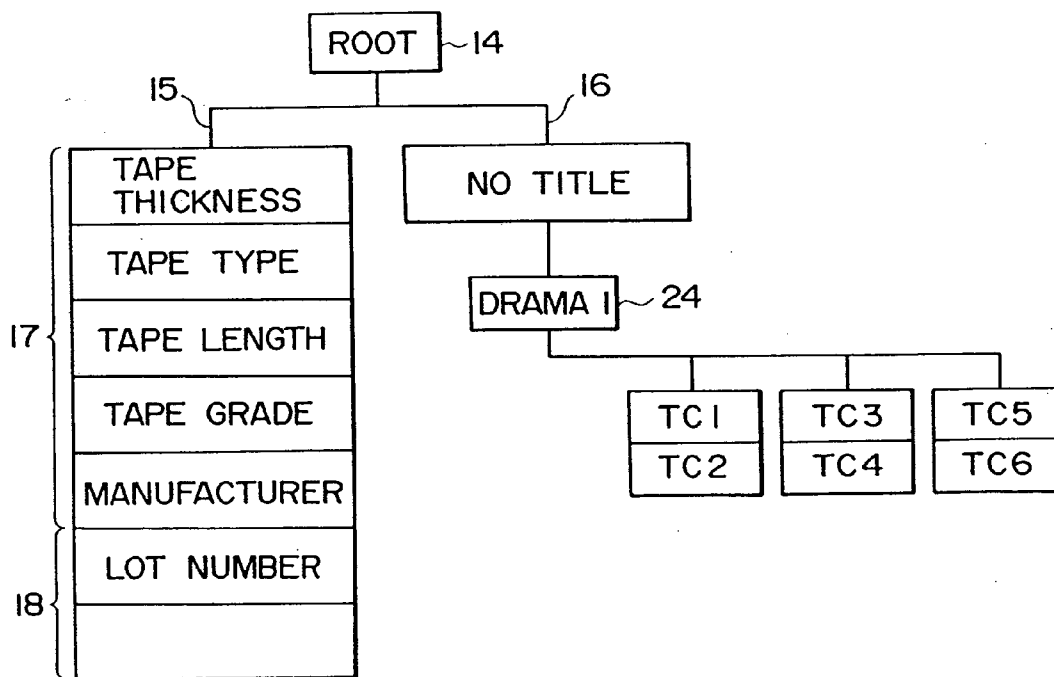 ROOT 14
15 16
TAPE THICKNESS
NO TITLE
TAPE TYPE
DRAMA 1 24
17
TAPE LENGTH
TAPE GRADE
TC1 TC3 TC5
TC2 TC4 TC6
MANUFACTURER
LOT NUMBER
18